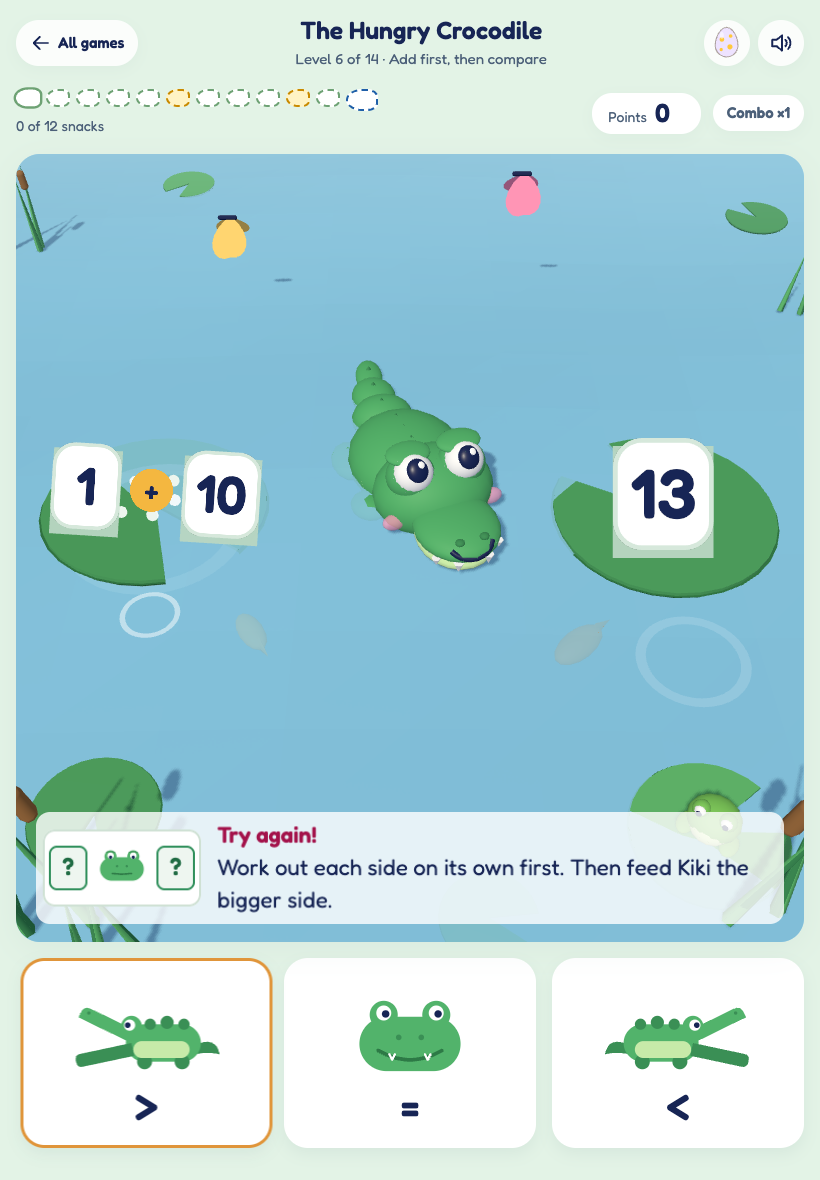 All games
The Hungry Crocodile
Level 6 of 14 · Add first, then compare
0 of 12 snacks
Points 0
Combo ×1
1 + 10
13
Try again!
? ?
Work out each side on its own first. Then feed Kiki the
bigger side.
> = <